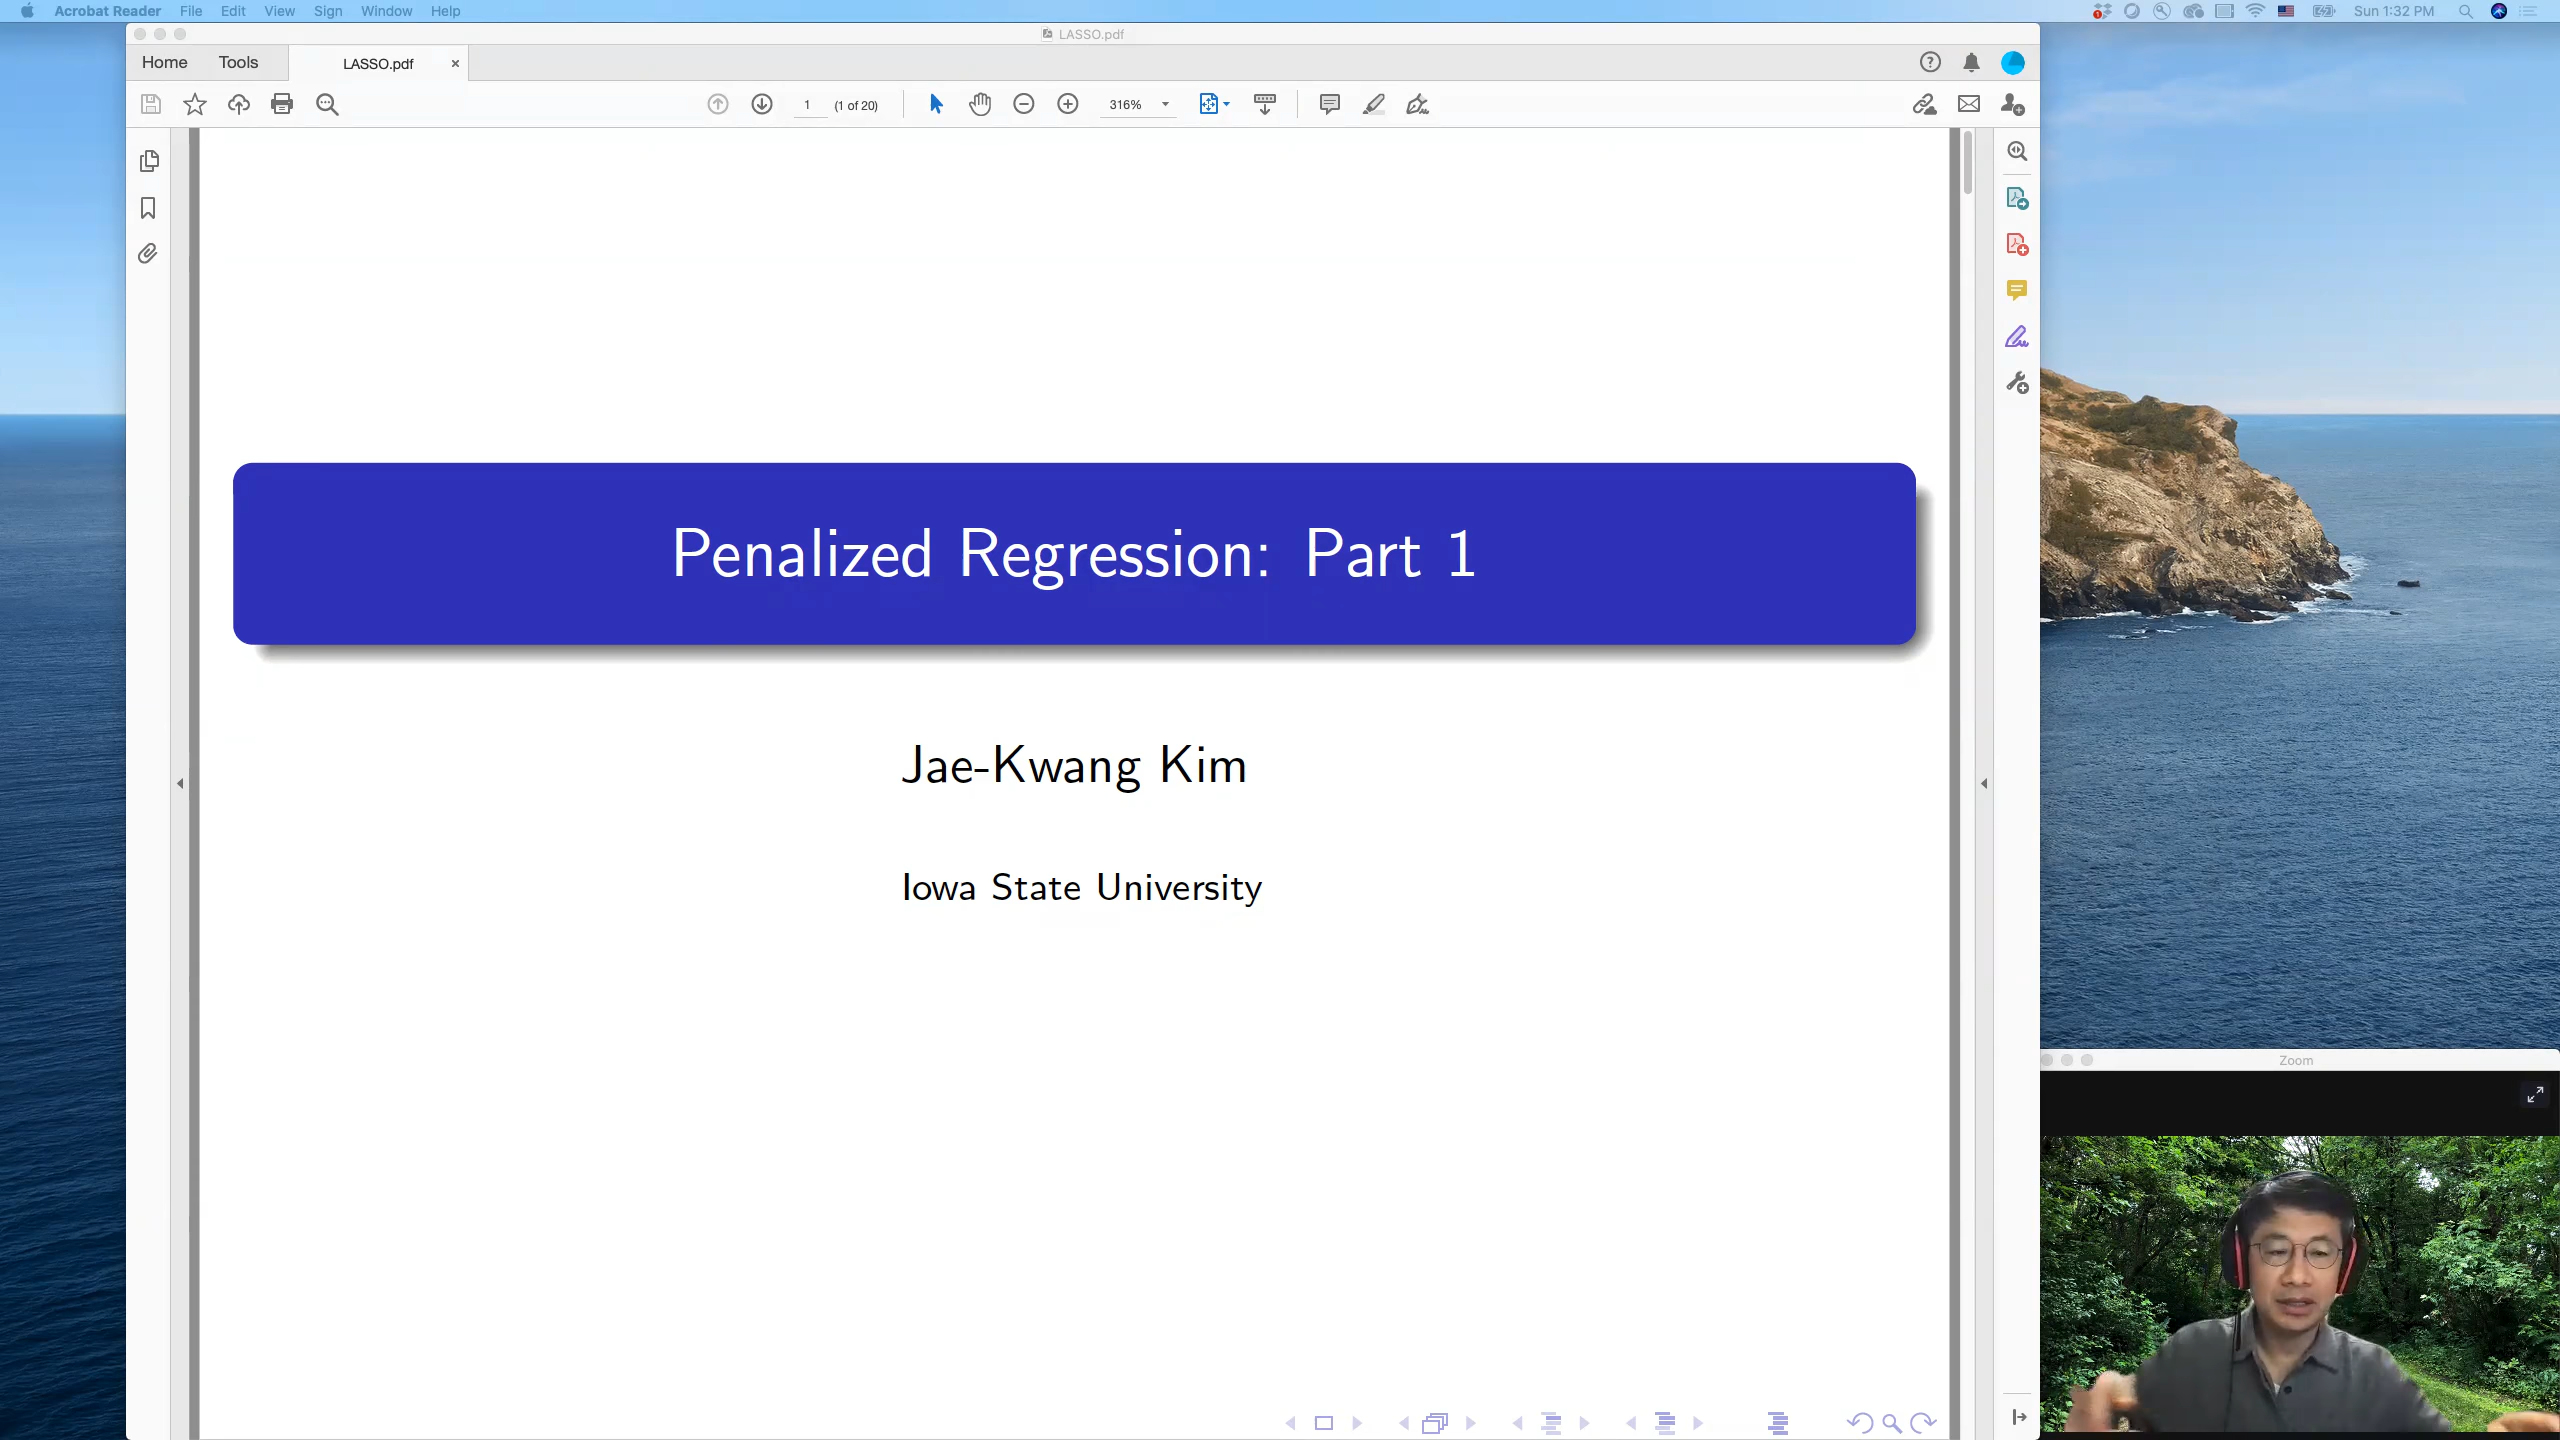 Acrobat Reader File Edit View Sign Window Help Sun 1:32 PM
LASSO.pdf
Home Tools LASSO.pdf
1 (1 of 20) 316%
Penalized Regression: Part 1
Jae-Kwang Kim
Iowa State University
Zoom